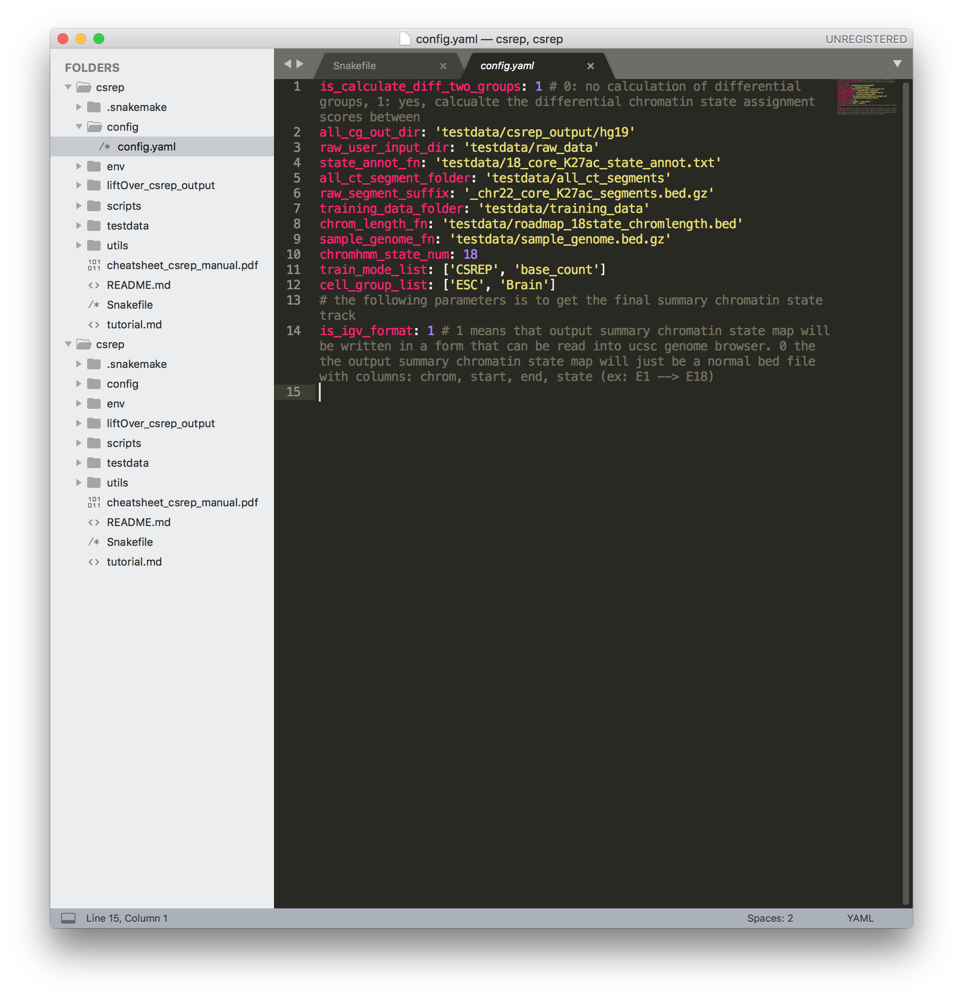 config.yaml — csrep, csrep
UNREGISTERED
FOLDERS
csrep
.snakemake
config
/* config.yaml
env
liftOver_csrep_output
scripts
testdata
utils
cheatsheet_csrep_manual.pdf
<> README.md
/* Snakefile
<> tutorial.md
csrep
.snakemake
config
env
liftOver_csrep_output
scripts
testdata
utils
cheatsheet_csrep_manual.pdf
<> README.md
/* Snakefile
<> tutorial.md
Snakefile
config.yaml
1 is_calculate_diff_two_groups: 1 # 0: no calculation of differential
groups, 1: yes, calcualte the differential chromatin state assignment
scores between
2 all_cg_out_dir: 'testdata/csrep_output/hg19'
3 raw_user_input_dir: 'testdata/raw_data'
4 state_annot_fn: 'testdata/18_core_K27ac_state_annot.txt'
5 all_ct_segment_folder: 'testdata/all_ct_segments'
6 raw_segment_suffix: '_chr22_core_K27ac_segments.bed.gz'
7 training_data_folder: 'testdata/training_data'
8 chrom_length_fn: 'testdata/roadmap_18state_chromlength.bed'
9 sample_genome_fn: 'testdata/sample_genome.bed.gz'
10 chromhmm_state_num: 18
11 train_mode_list: ['CSREP', 'base_count']
12 cell_group_list: ['ESC', 'Brain']
13 # the following parameters is to get the final summary chromatin state
track
14 is_igv_format: 1 # 1 means that output summary chromatin state map will
be written in a form that can be read into ucsc genome browser. 0 the
the output summary chromatin state map will just be a normal bed file
with columns: chrom, start, end, state (ex: E1 --> E18)
15
Line 15, Column 1
Spaces: 2
YAML